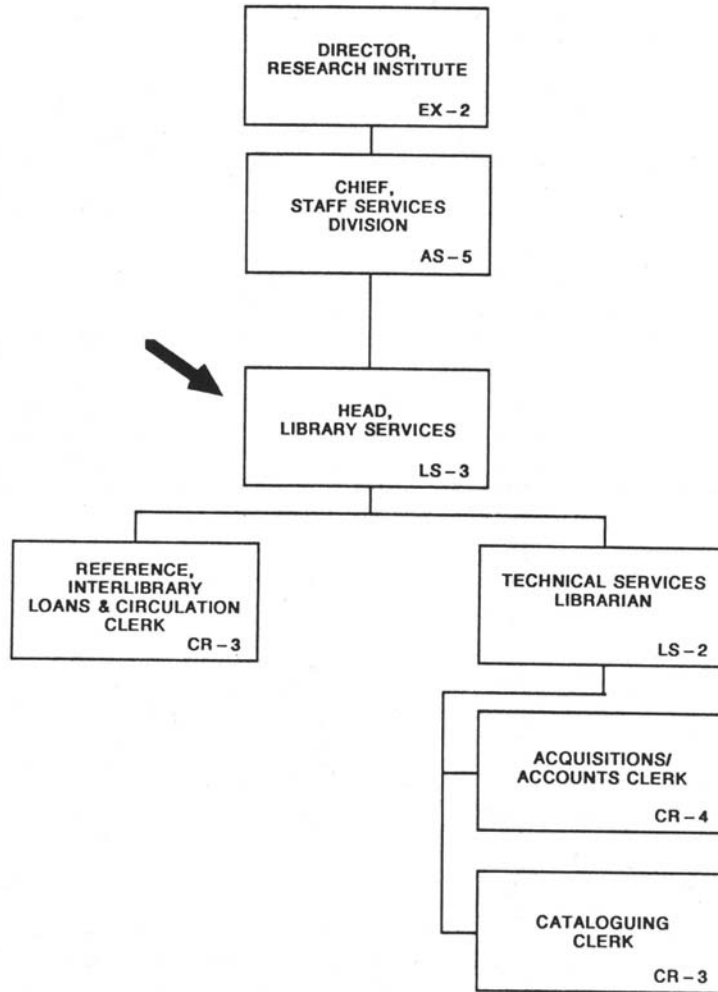 DIRECTOR,
RESEARCH INSTITUTE
EX-2
CHIEF,
STAFF SERVICES
DIVISION
AS-5
HEAD,
LIBRARY SERVICES
LS-3
REFERENCE,
INTERLIBRARY
LOANS & CIRCULATION
CLERK
CR-3
TECHNICAL SERVICES
LIBRARIAN
LS-2
ACQUISITIONS/
ACCOUNTS CLERK
CR-4
CATALOGUING
CLERK
CR-3